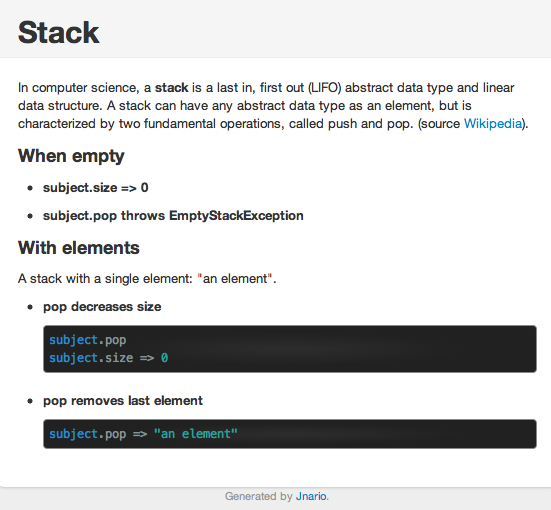 Stack
In computer science, a stack is a last in, first out (LIFO) abstract data type and linear
data structure. A stack can have any abstract data type as an element, but is
characterized by two fundamental operations, called push and pop. (source Wikipedia).
When empty
• subject.size => 0
• subject.pop throws EmptyStackException
With elements
A stack with a single element: "an element".
• pop decreases size
subject.pop
subject.size => 0
• pop removes last element
subject.pop => "an element"
Generated by Jnario.